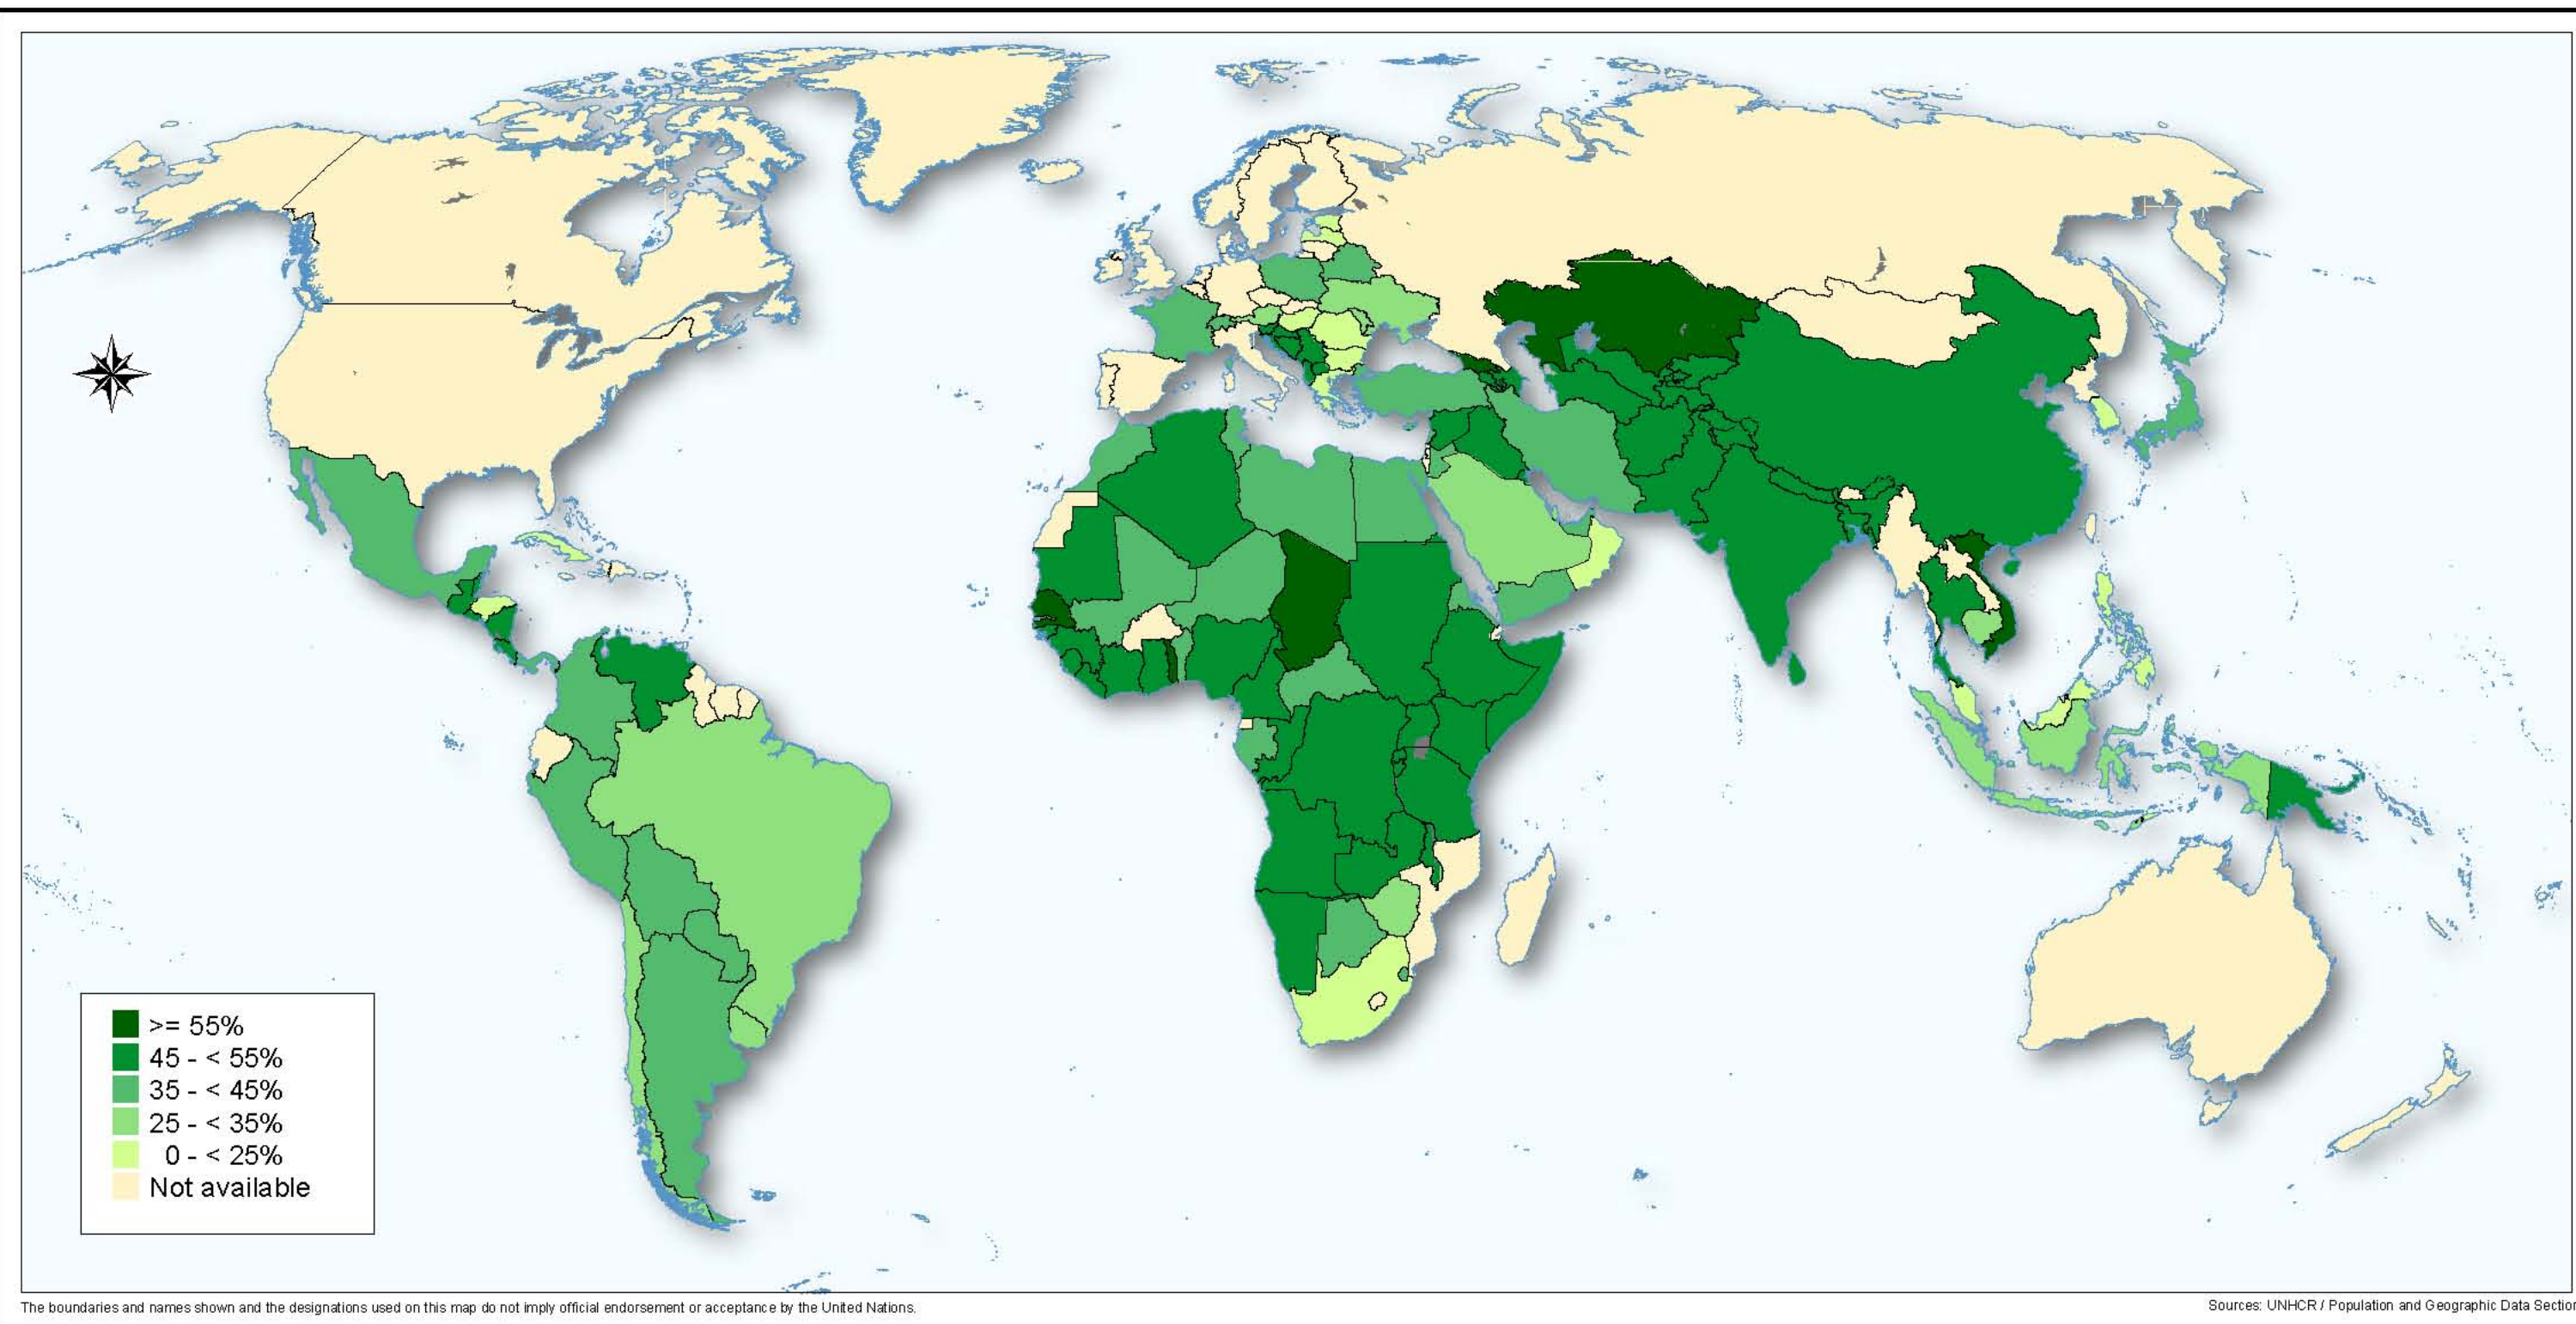 >= 55%
45 - < 55%
35 - < 45%
25 - < 35%
0 - < 25%
Not available
The boundaries and names shown and the designations used on this map do not imply official endorsement or acceptance by the United Nations.
Sources: UNHCR / Population and Geographic Data Section